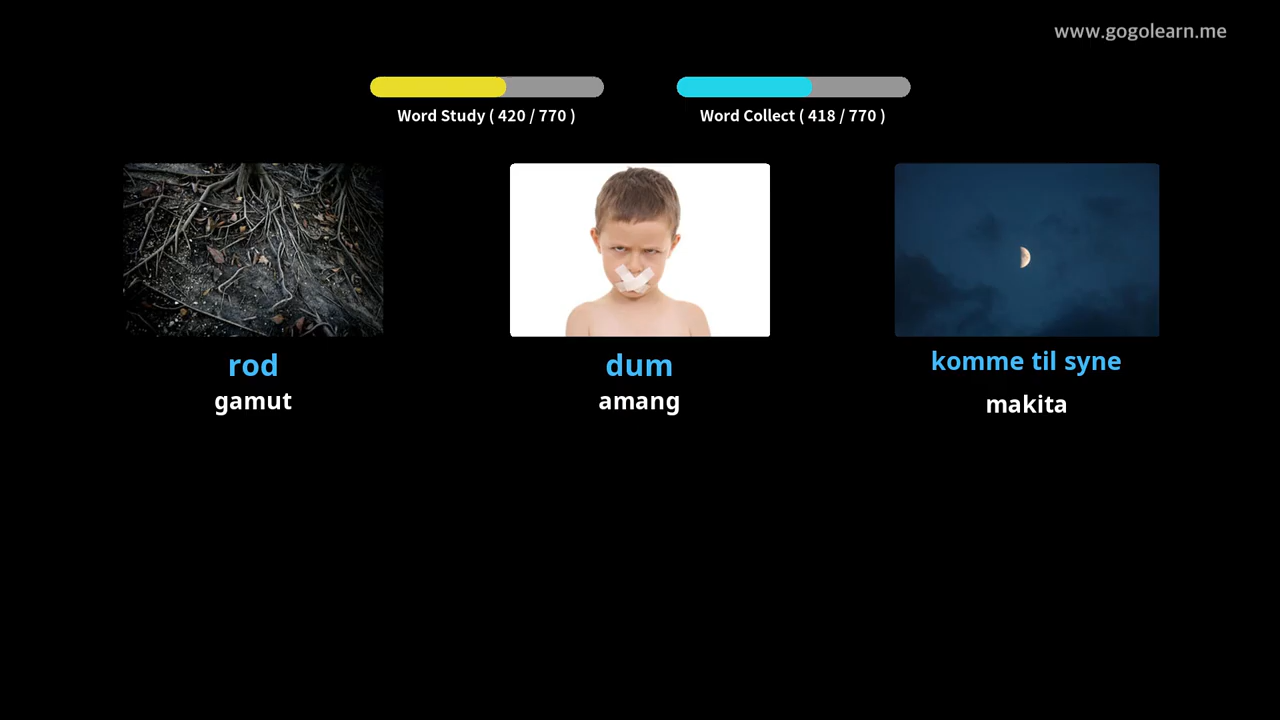 www.gogolearn.me
Word Study ( 420 / 770 )
Word Collect ( 418 / 770 )
rod
gamut
dum
amang
komme til syne
makita